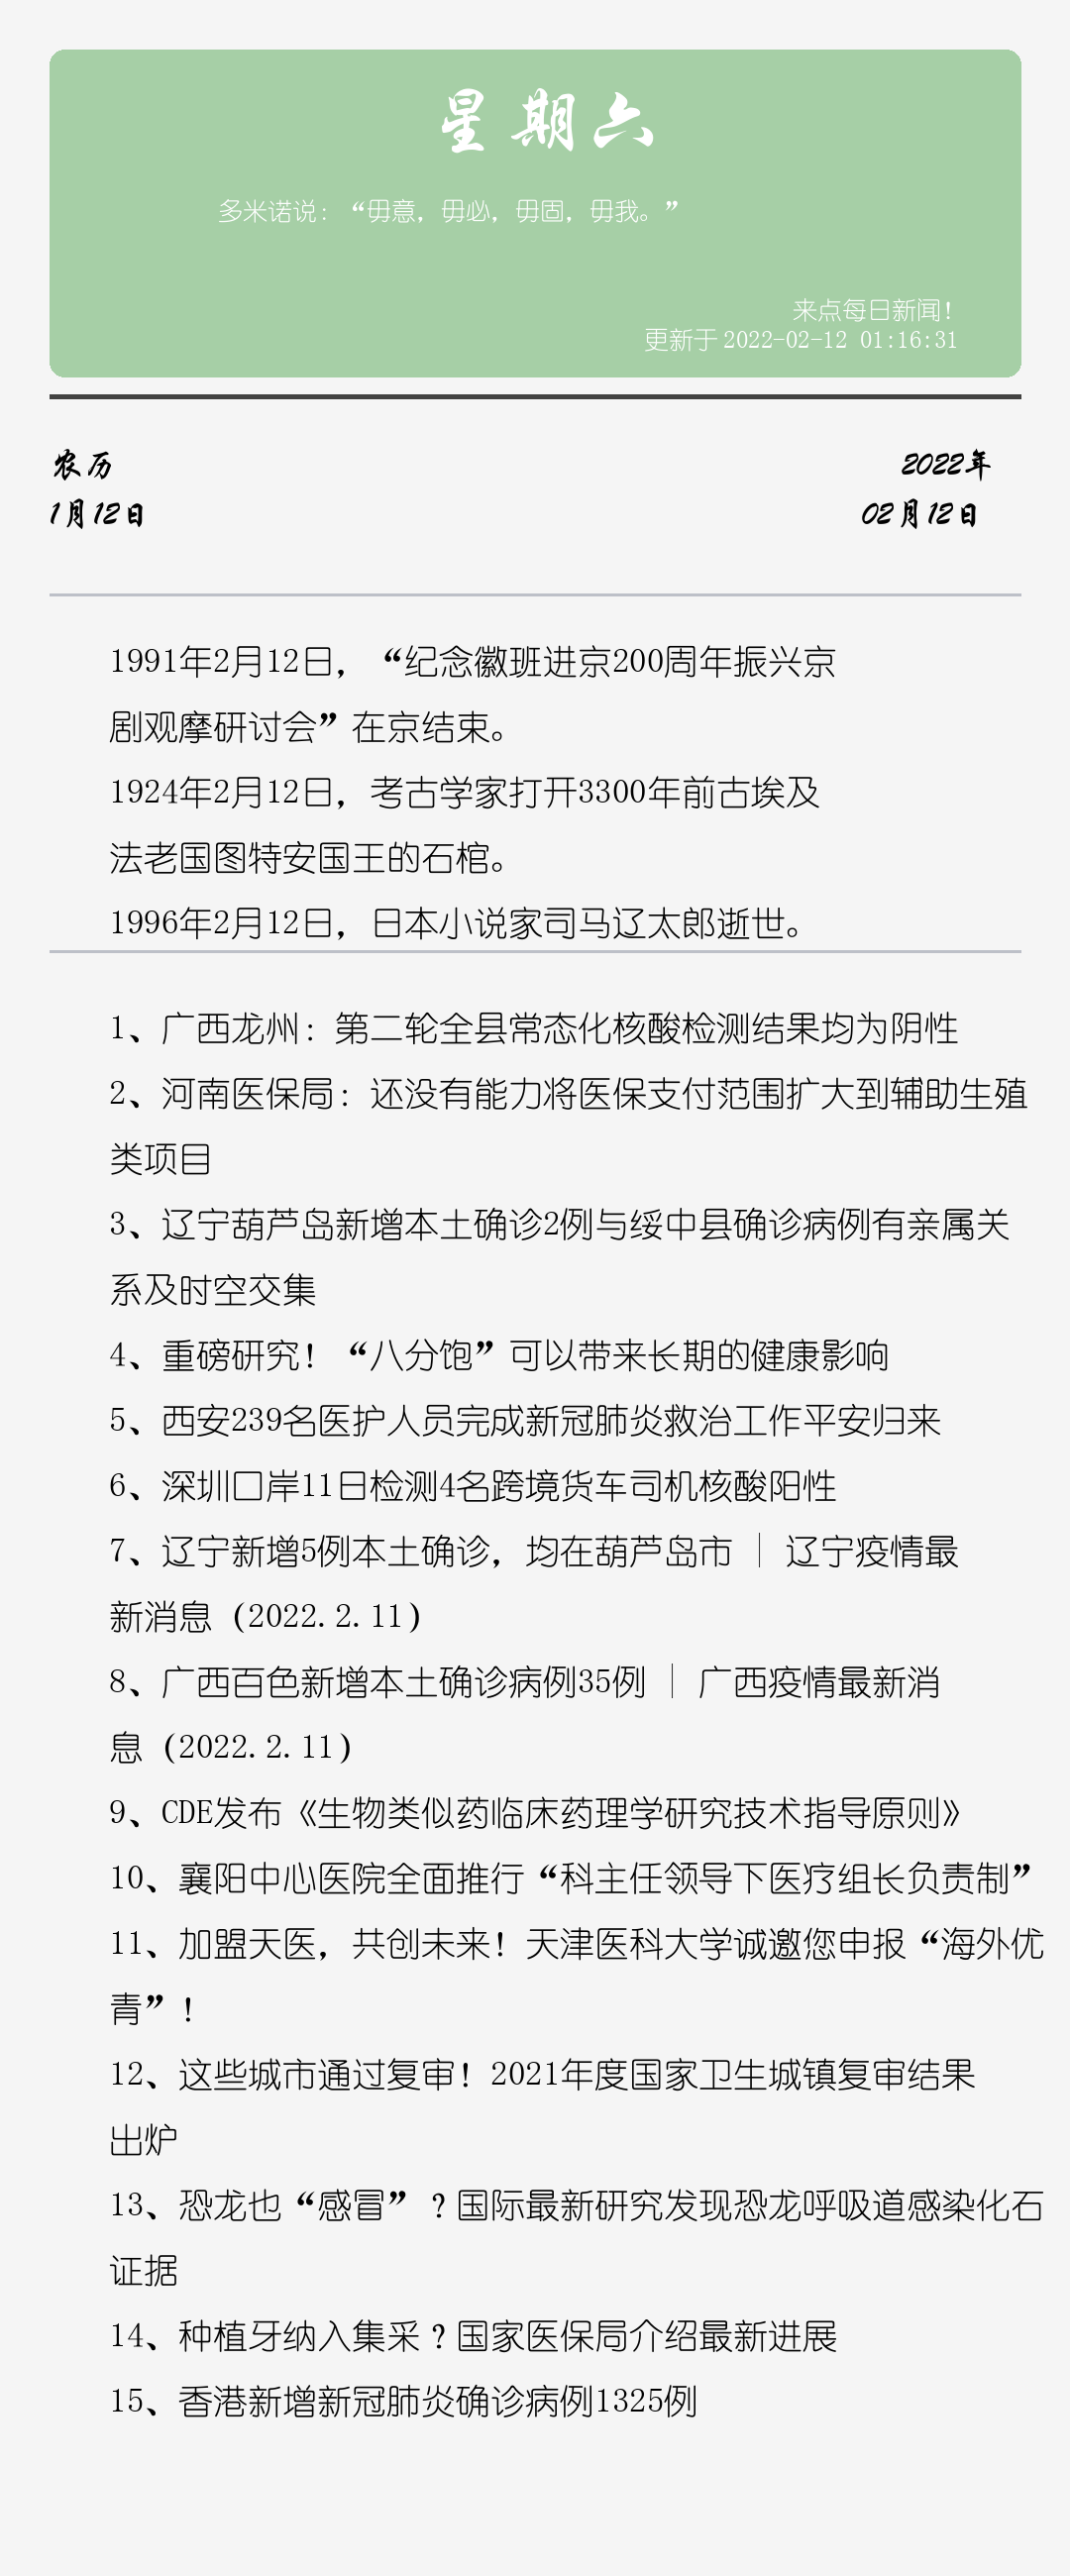 星期六
多米诺说：“毋意，毋必，毋固，毋我。”
来点每日新闻！
更新于 2022-02-12 01:16:31
农历
2022年
1月12日
02月12日
1991年2月12日，“纪念徽班进京200周年振兴京
剧观摩研讨会”在京结束。
1924年2月12日，考古学家打开3300年前古埃及
法老国图特安国王的石棺。
1996年2月12日，日本小说家司马辽太郎逝世。
1、广西龙州：第二轮全县常态化核酸检测结果均为阴性
2、河南医保局：还没有能力将医保支付范围扩大到辅助生殖
类项目
3、辽宁葫芦岛新增本土确诊2例与绥中县确诊病例有亲属关
系及时空交集
4、重磅研究！“八分饱”可以带来长期的健康影响
5、西安239名医护人员完成新冠肺炎救治工作平安归来
6、深圳口岸11日检测4名跨境货车司机核酸阳性
7、辽宁新增5例本土确诊，均在葫芦岛市｜辽宁疫情最
新消息（2022.2.11）
8、广西百色新增本土确诊病例35例｜广西疫情最新消
息（2022.2.11）
9、CDE发布《生物类似药临床药理学研究技术指导原则》
10、襄阳中心医院全面推行“科主任领导下医疗组长负责制”
11、加盟天医，共创未来！天津医科大学诚邀您申报“海外优
青”！
12、这些城市通过复审！2021年度国家卫生城镇复审结果
出炉
13、恐龙也“感冒”？国际最新研究发现恐龙呼吸道感染化石
证据
14、种植牙纳入集采？国家医保局介绍最新进展
15、香港新增新冠肺炎确诊病例1325例